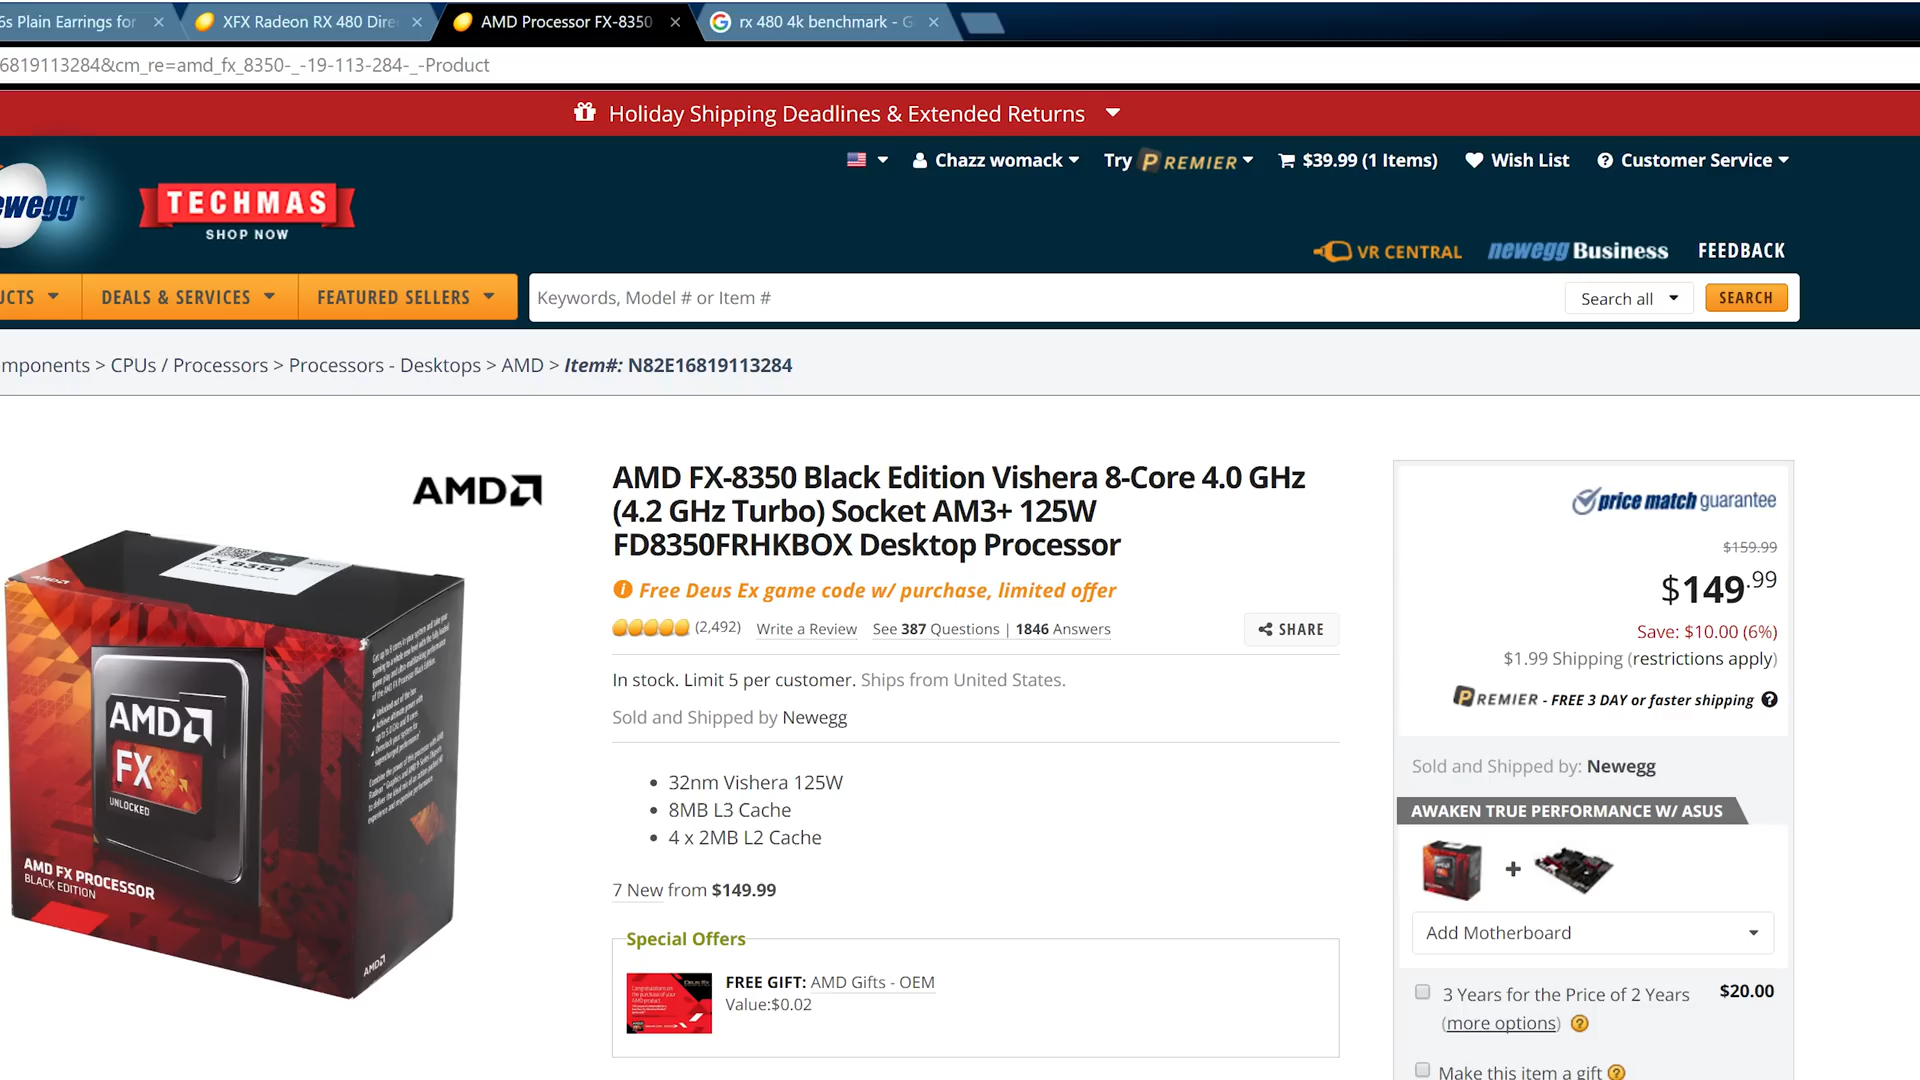 6s Plain Earrings for
XFX Radeon RX 480 Dire
AMD Processor FX-8350
rx 480 4k benchmark - G
6819113284&cm_re=amd_fx_8350-_-19-113-284-_-Product
Holiday Shipping Deadlines & Extended Returns
Chazz womack
Try PREMIER
$39.99 (1 Items)
Wish List
Customer Service
ewegg
TECHMAS
SHOP NOW
VR CENTRAL
newegg Business
FEEDBACK
UCTS
DEALS & SERVICES
FEATURED SELLERS
Keywords, Model # or Item #
Search all
SEARCH
mponents > CPUs / Processors > Processors - Desktops > AMD > Item#: N82E16819113284
AMD
AMD FX-8350 Black Edition Vishera 8-Core 4.0 GHz
(4.2 GHz Turbo) Socket AM3+ 125W
FD8350FRHKBOX Desktop Processor
Free Deus Ex game code w/ purchase, limited offer
(2,492) Write a Review See 387 Questions | 1846 Answers
SHARE
In stock. Limit 5 per customer. Ships from United States.
Sold and Shipped by Newegg
• 32nm Vishera 125W
• 8MB L3 Cache
• 4 x 2MB L2 Cache
7 New from $149.99
Special Offers
FREE GIFT: AMD Gifts - OEM
Value:$0.02
FX 8350
AMD
AMD
FX
UNLOCKED
AMD FX PROCESSOR
BLACK EDITION
AMD
price match guarantee
$159.99
$149.99
Save: $10.00 (6%)
$1.99 Shipping (restrictions apply)
PREMIER - FREE 3 DAY or faster shipping
Sold and Shipped by: Newegg
AWAKEN TRUE PERFORMANCE W/ ASUS
+
Add Motherboard
3 Years for the Price of 2 Years $20.00
(more options)
Make this item a gift